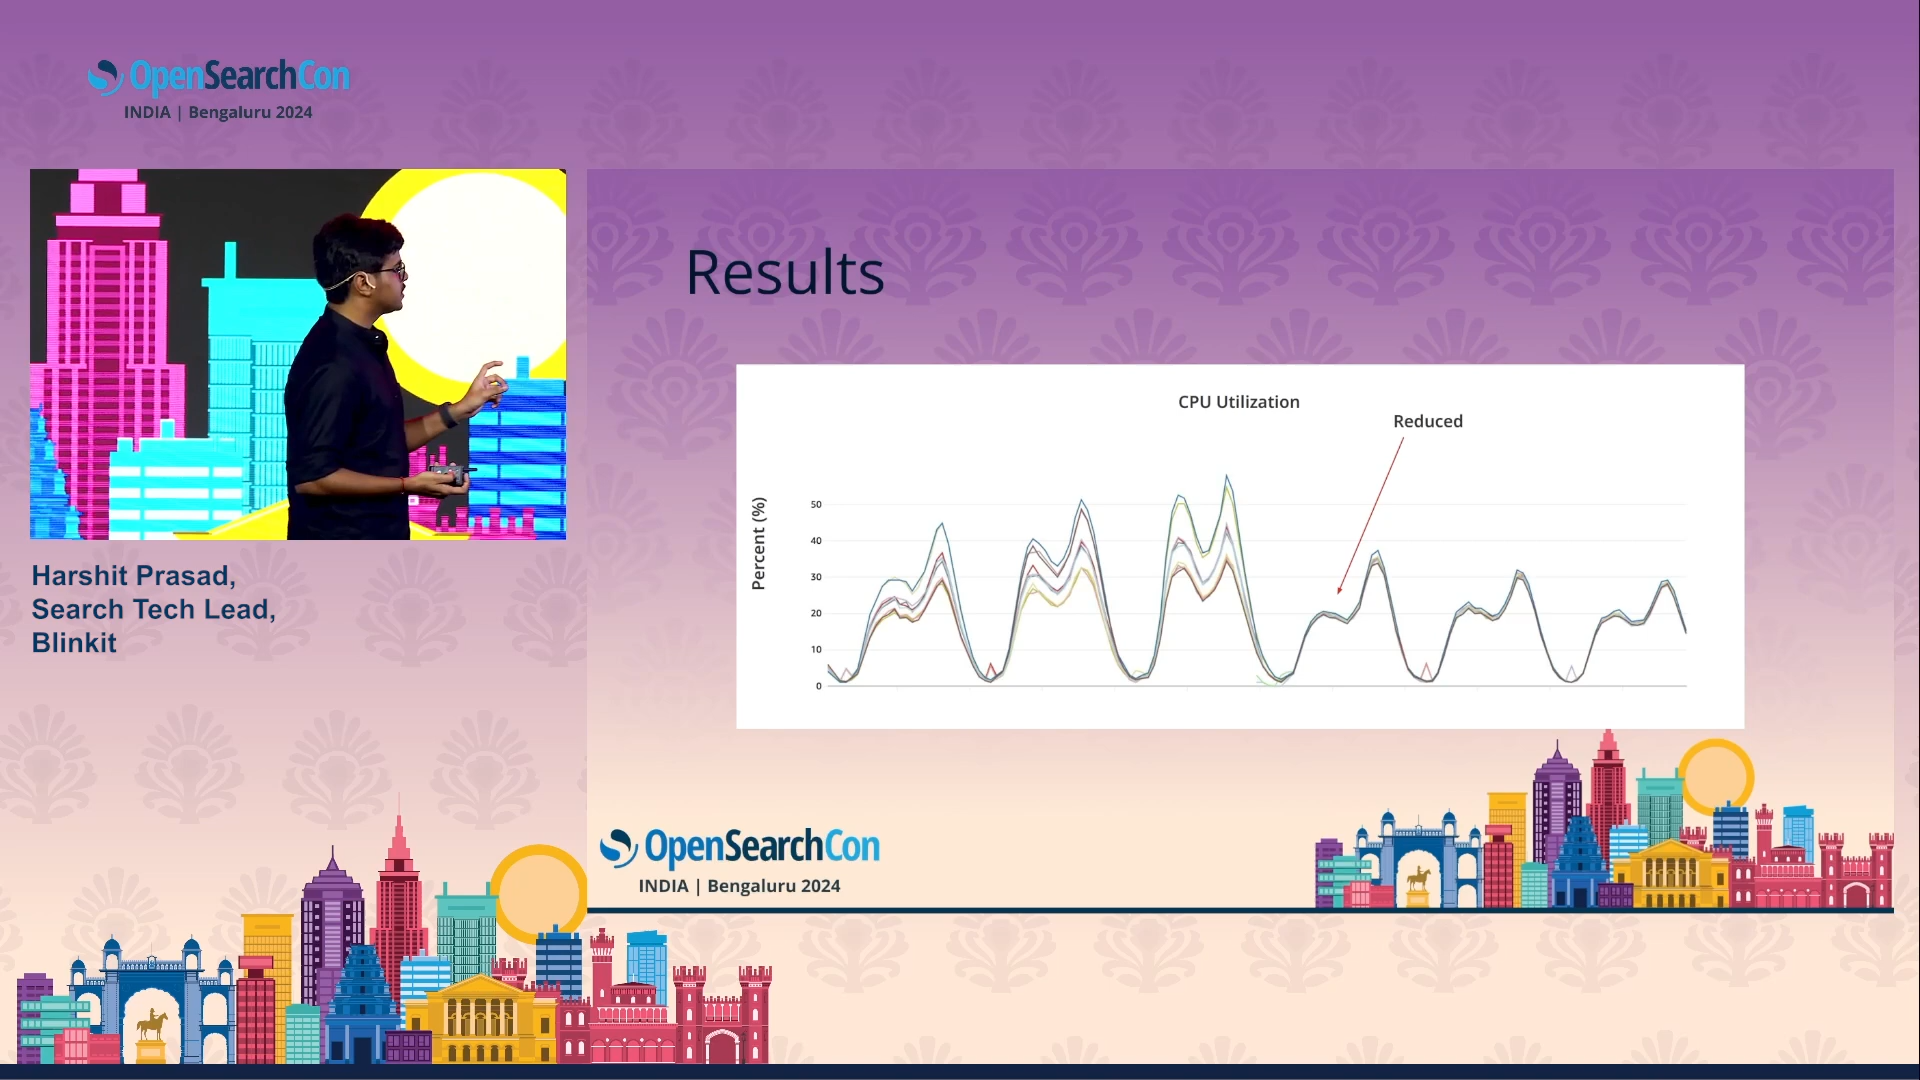 OpenSearchCon
INDIA | Bengaluru 2024
Harshit Prasad,
Search Tech Lead,
Blinkit
Results
CPU Utilization
Reduced
Percent (%)
50
40
30
20
10
0
OpenSearchCon
INDIA | Bengaluru 2024